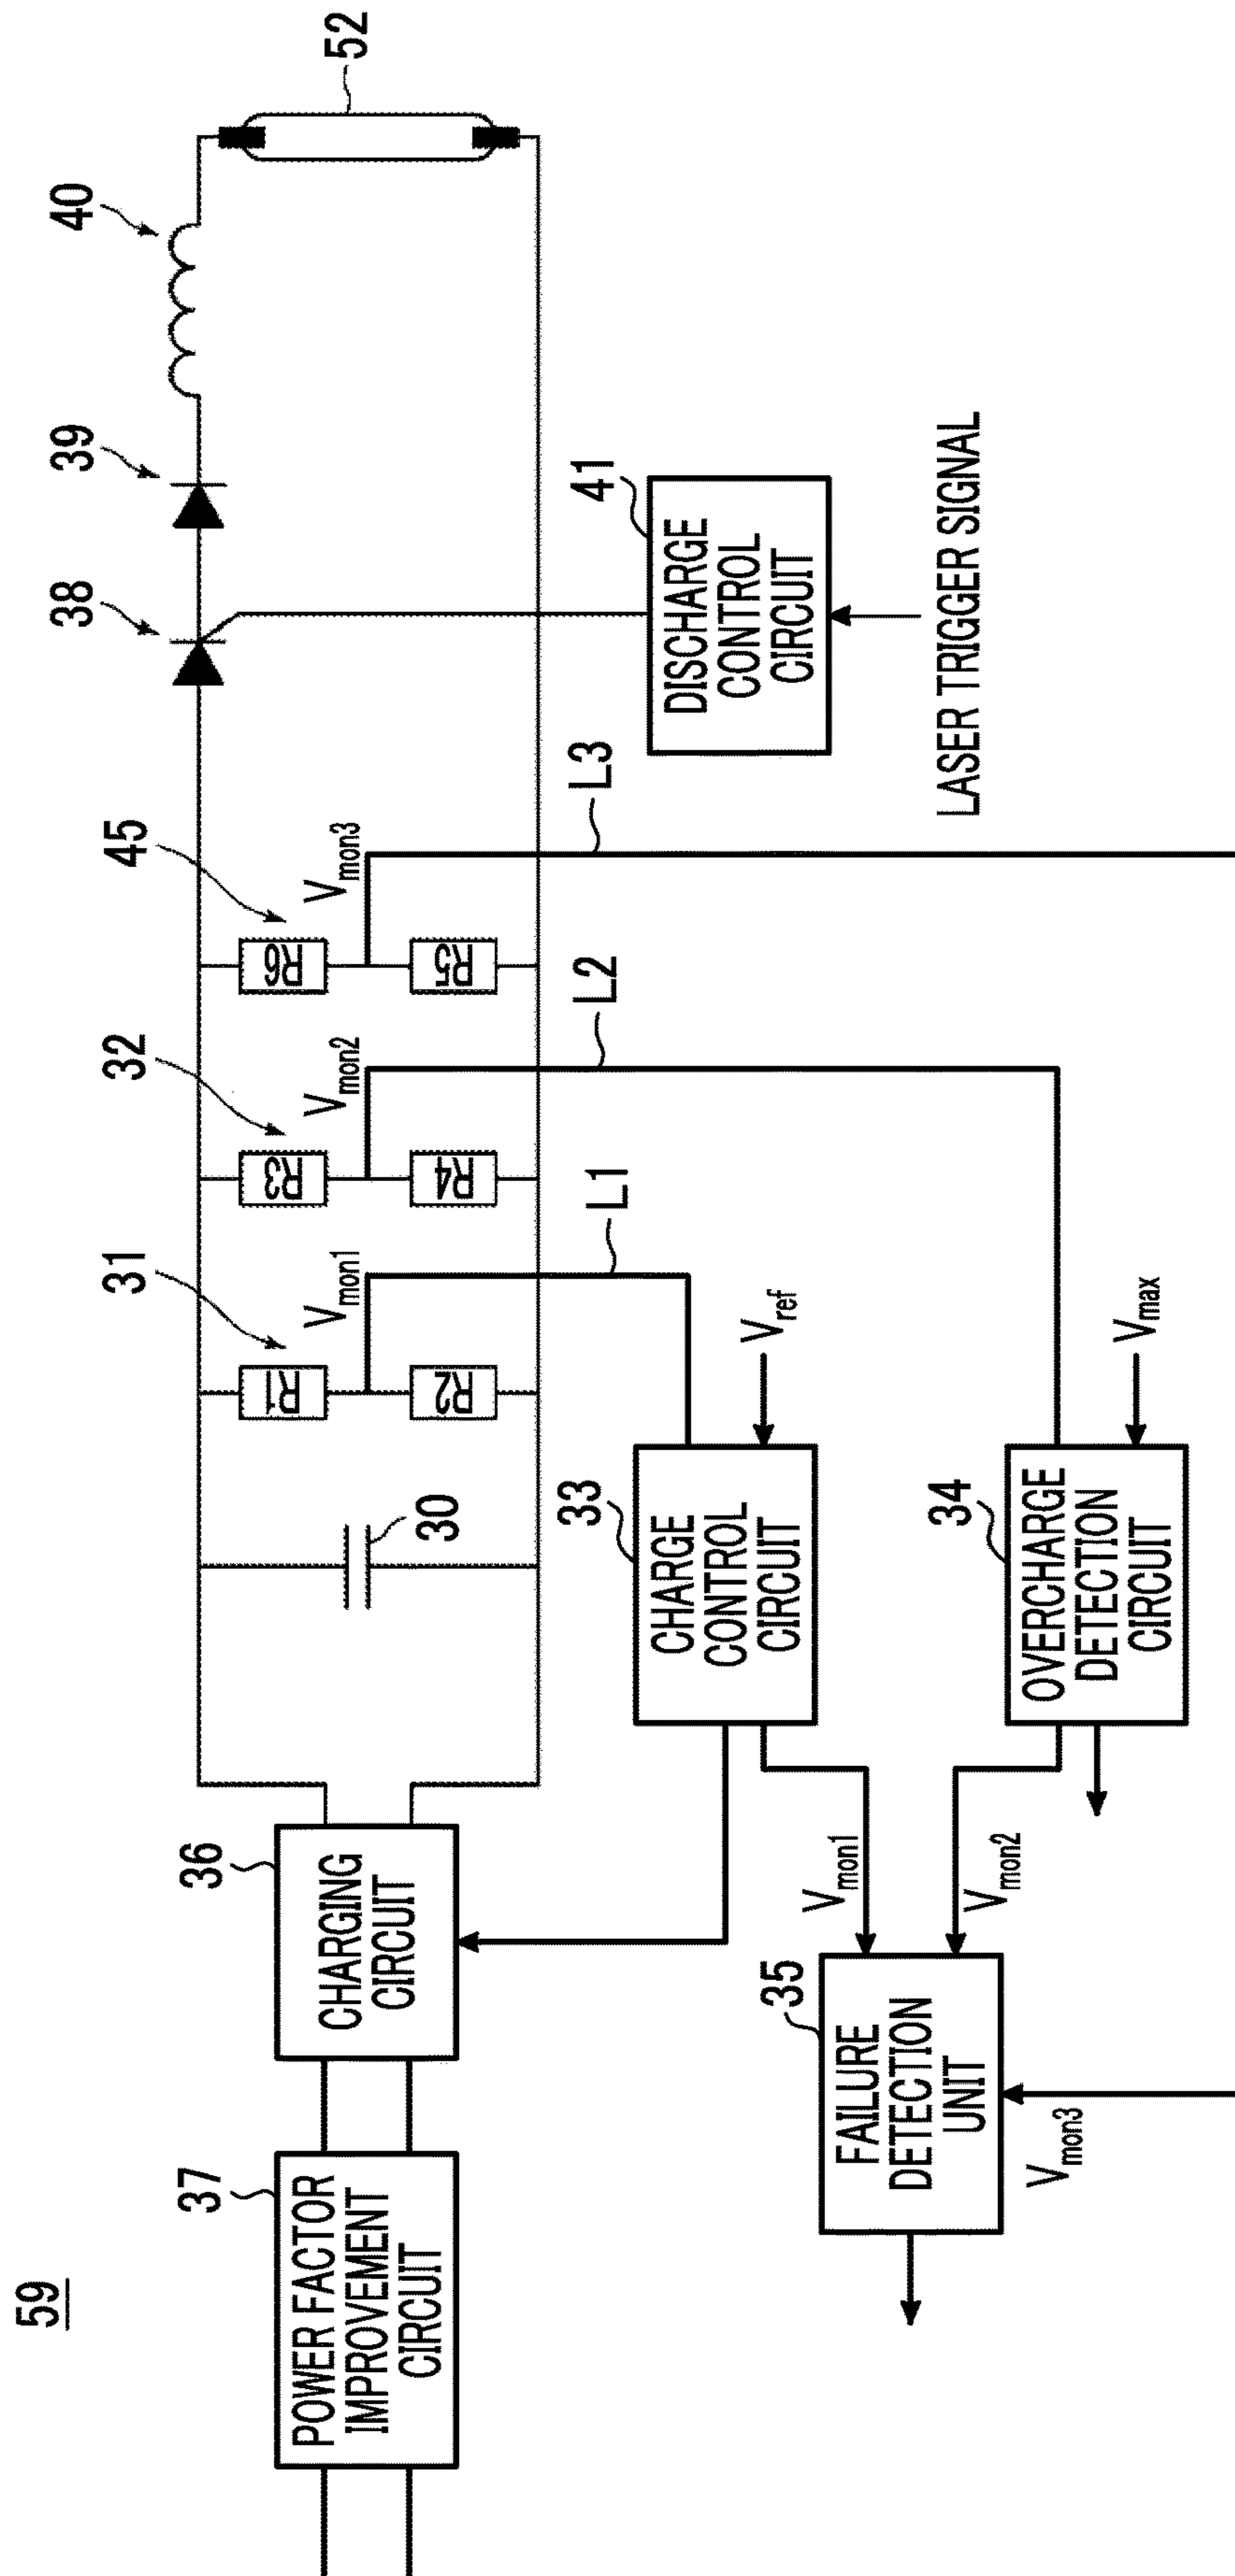 59
37
POWER FACTOR
IMPROVEMENT
CIRCUIT
36
CHARGING
CIRCUIT
30
31
R1
R2
Vmon1
L1
32
R3
R4
Vmon2
L2
45
R6
R5
Vmon3
L3
38
39
40
52
41
DISCHARGE
CONTROL
CIRCUIT
LASER TRIGGER SIGNAL
33
CHARGE
CONTROL
CIRCUIT
Vref
34
OVERCHARGE
DETECTION
CIRCUIT
Vmax
35
FAILURE
DETECTION
UNIT
Vmon1
Vmon2
Vmon3